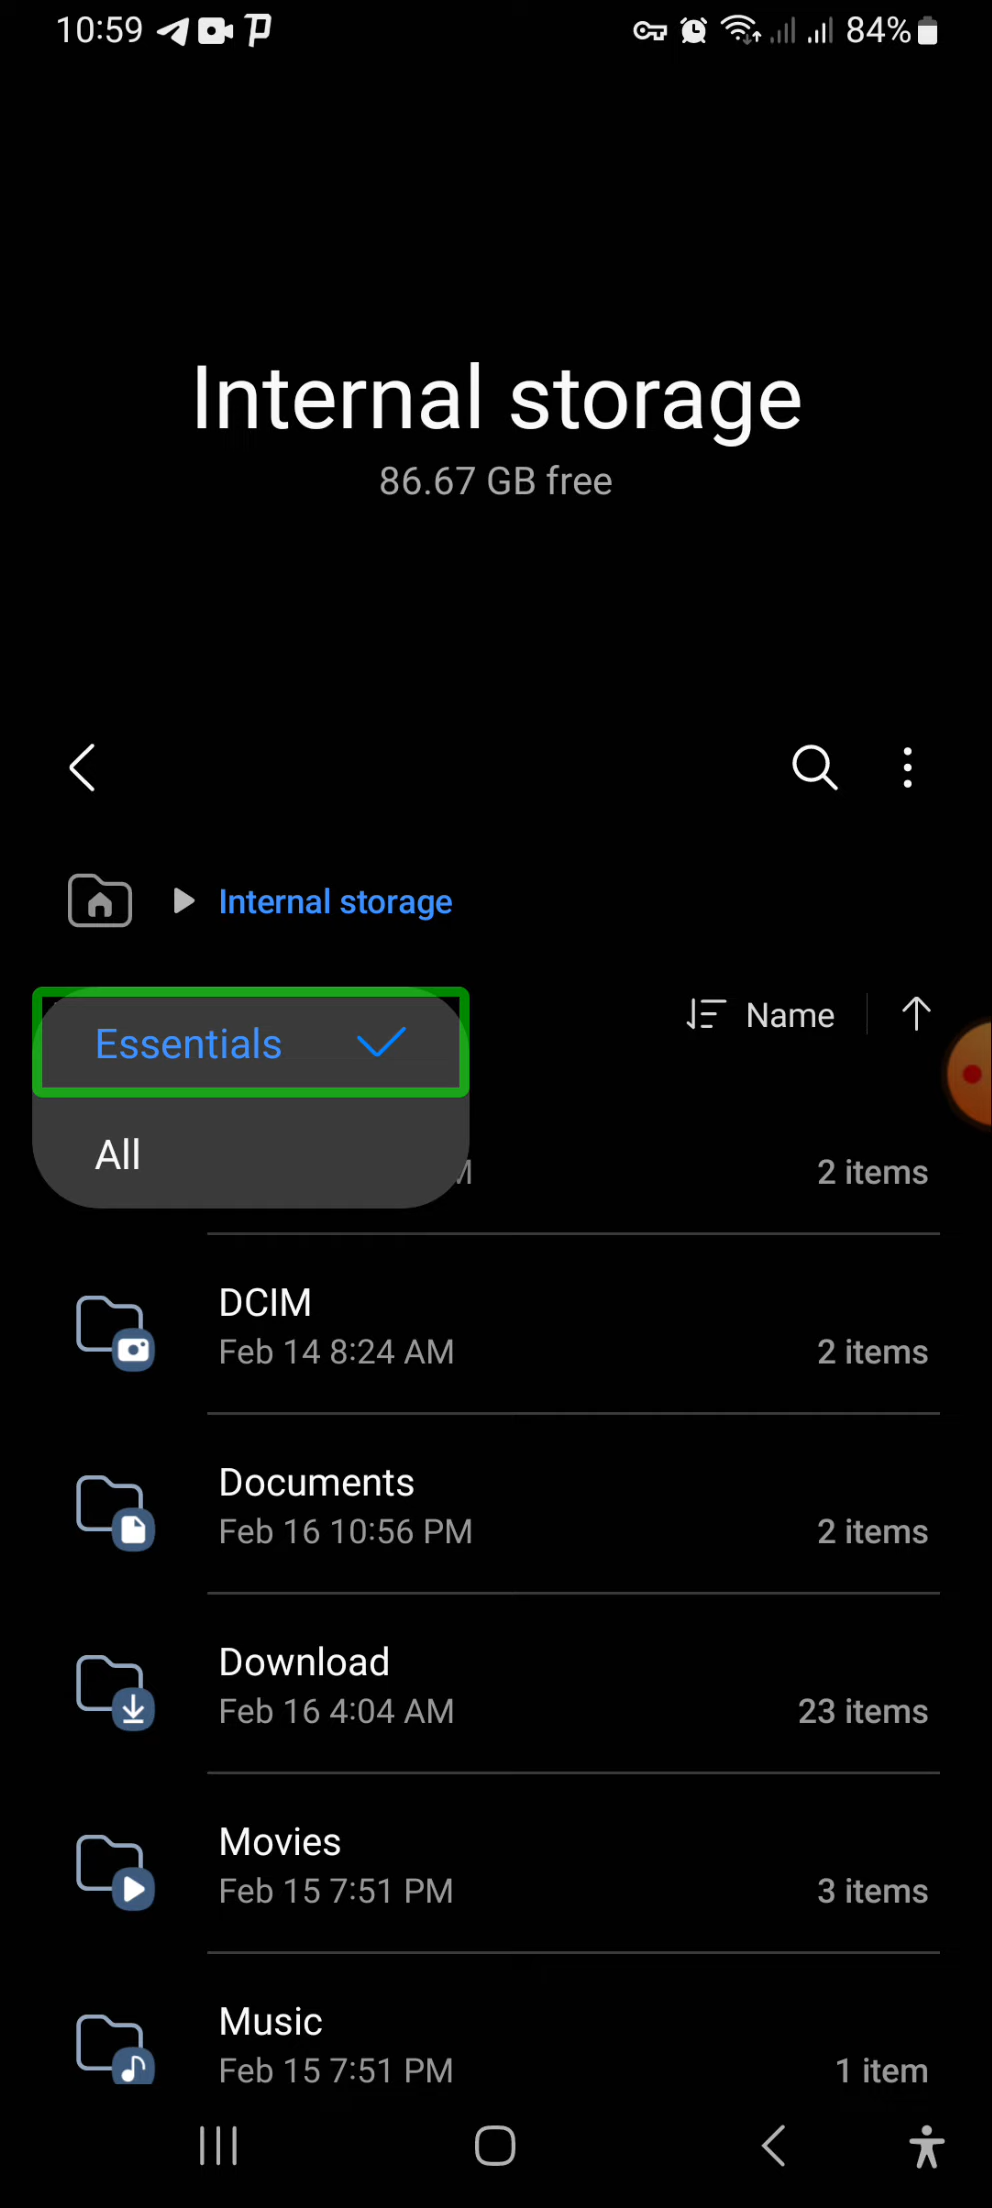 10:59
84%
Internal storage
86.67 GB free
Internal storage
Essentials
Name
All
M
2 items
DCIM
Feb 14 8:24 AM
2 items
Documents
Feb 16 10:56 PM
2 items
Download
Feb 16 4:04 AM
23 items
Movies
Feb 15 7:51 PM
3 items
Music
Feb 15 7:51 PM
1 item